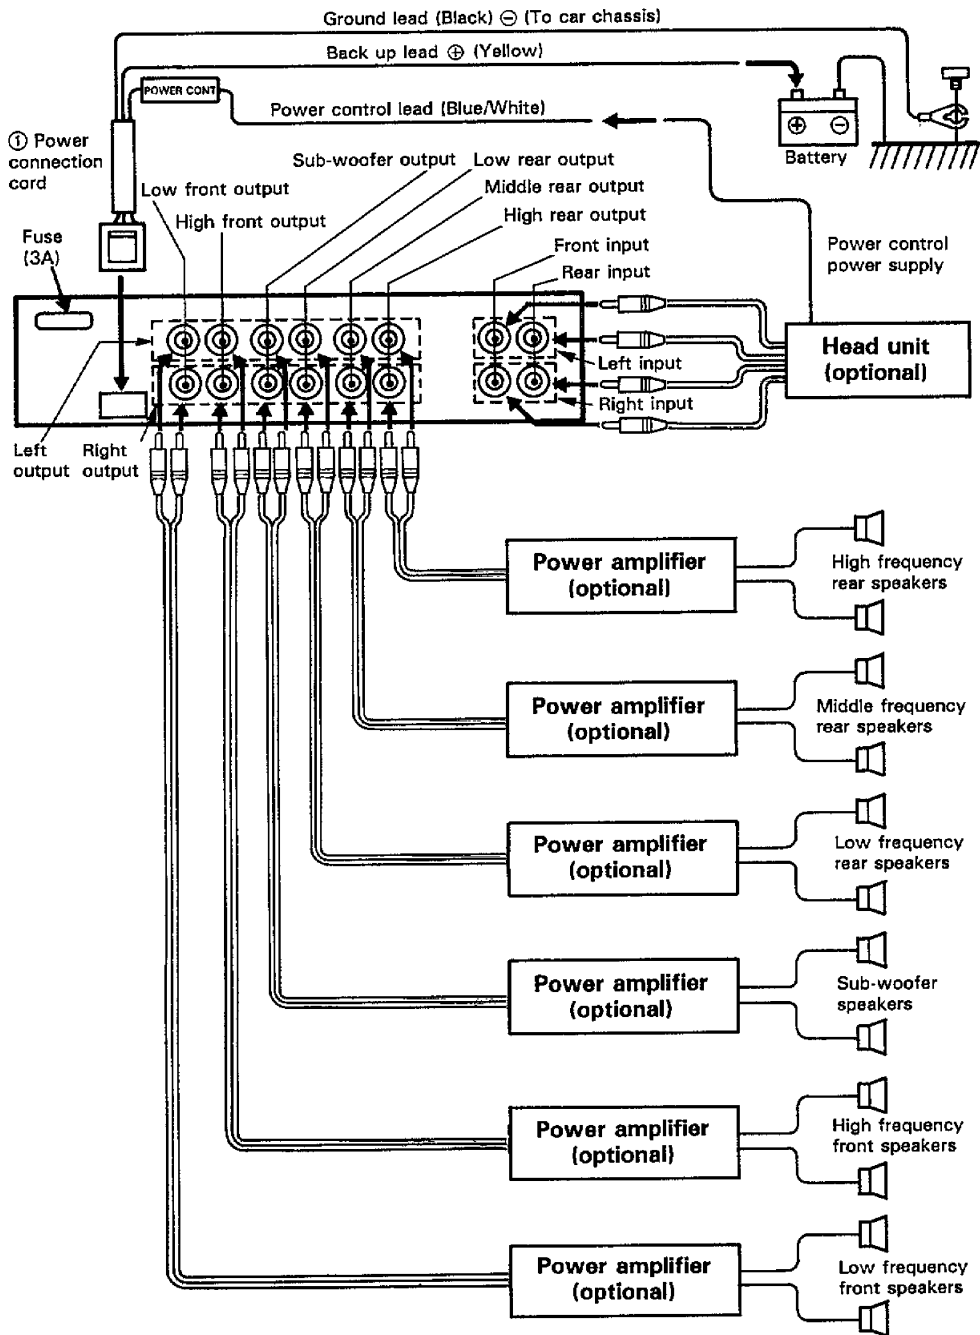 Ground lead (Black) ⊖ (To car chassis)
Back up lead ⊕ (Yellow)
POWER CONT
Power control lead (Blue/White)
① Power
connection
cord
⊕ ⊖
Battery
Sub-woofer output
Low rear output
Low front output
Middle rear output
High front output
High rear output
Fuse
(3A)
Front input
Rear input
Power control
power supply
Left input
Right input
Head unit
(optional)
Left
output
Right
output
Power amplifier
(optional)
High frequency
rear speakers
Power amplifier
(optional)
Middle frequency
rear speakers
Power amplifier
(optional)
Low frequency
rear speakers
Power amplifier
(optional)
Sub-woofer
speakers
Power amplifier
(optional)
High frequency
front speakers
Power amplifier
(optional)
Low frequency
front speakers